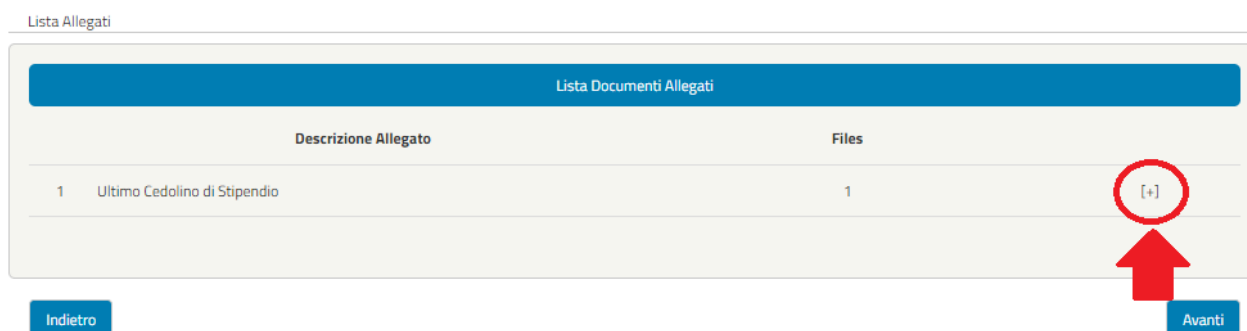 Lista Allegati
Lista Documenti Allegati
Descrizione Allegato Files
1 Ultimo Cedolino di Stipendio 1 [+]
Indietro Avanti